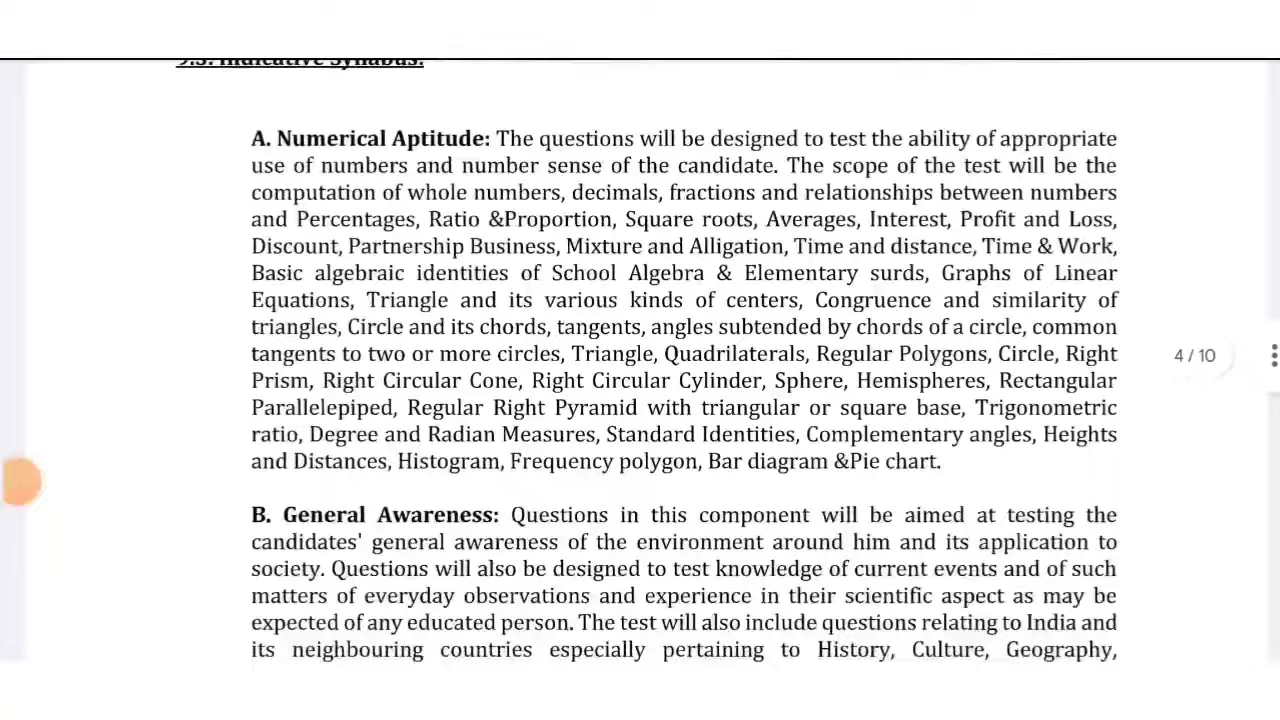 9.3. Indicative Syllabus:
A. Numerical Aptitude: The questions will be designed to test the ability of appropriate
use of numbers and number sense of the candidate. The scope of the test will be the
computation of whole numbers, decimals, fractions and relationships between numbers
and Percentages, Ratio &Proportion, Square roots, Averages, Interest, Profit and Loss,
Discount, Partnership Business, Mixture and Alligation, Time and distance, Time & Work,
Basic algebraic identities of School Algebra & Elementary surds, Graphs of Linear
Equations, Triangle and its various kinds of centers, Congruence and similarity of
triangles, Circle and its chords, tangents, angles subtended by chords of a circle, common
tangents to two or more circles, Triangle, Quadrilaterals, Regular Polygons, Circle, Right
Prism, Right Circular Cone, Right Circular Cylinder, Sphere, Hemispheres, Rectangular
Parallelepiped, Regular Right Pyramid with triangular or square base, Trigonometric
ratio, Degree and Radian Measures, Standard Identities, Complementary angles, Heights
and Distances, Histogram, Frequency polygon, Bar diagram &Pie chart.
4 / 10
B. General Awareness: Questions in this component will be aimed at testing the
candidates' general awareness of the environment around him and its application to
society. Questions will also be designed to test knowledge of current events and of such
matters of everyday observations and experience in their scientific aspect as may be
expected of any educated person. The test will also include questions relating to India and
its neighbouring countries especially pertaining to History, Culture, Geography,